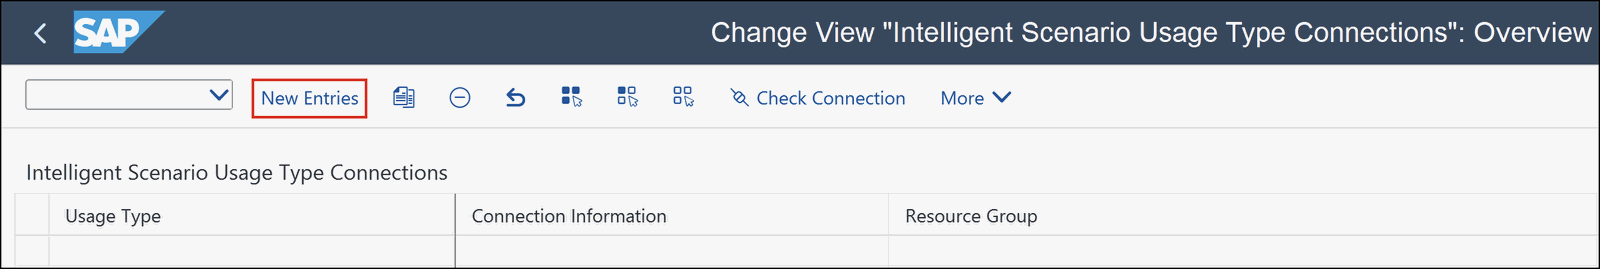 SAP
Change View "Intelligent Scenario Usage Type Connections": Overview
New Entries
Check Connection
More
Intelligent Scenario Usage Type Connections
Usage Type
Connection Information
Resource Group